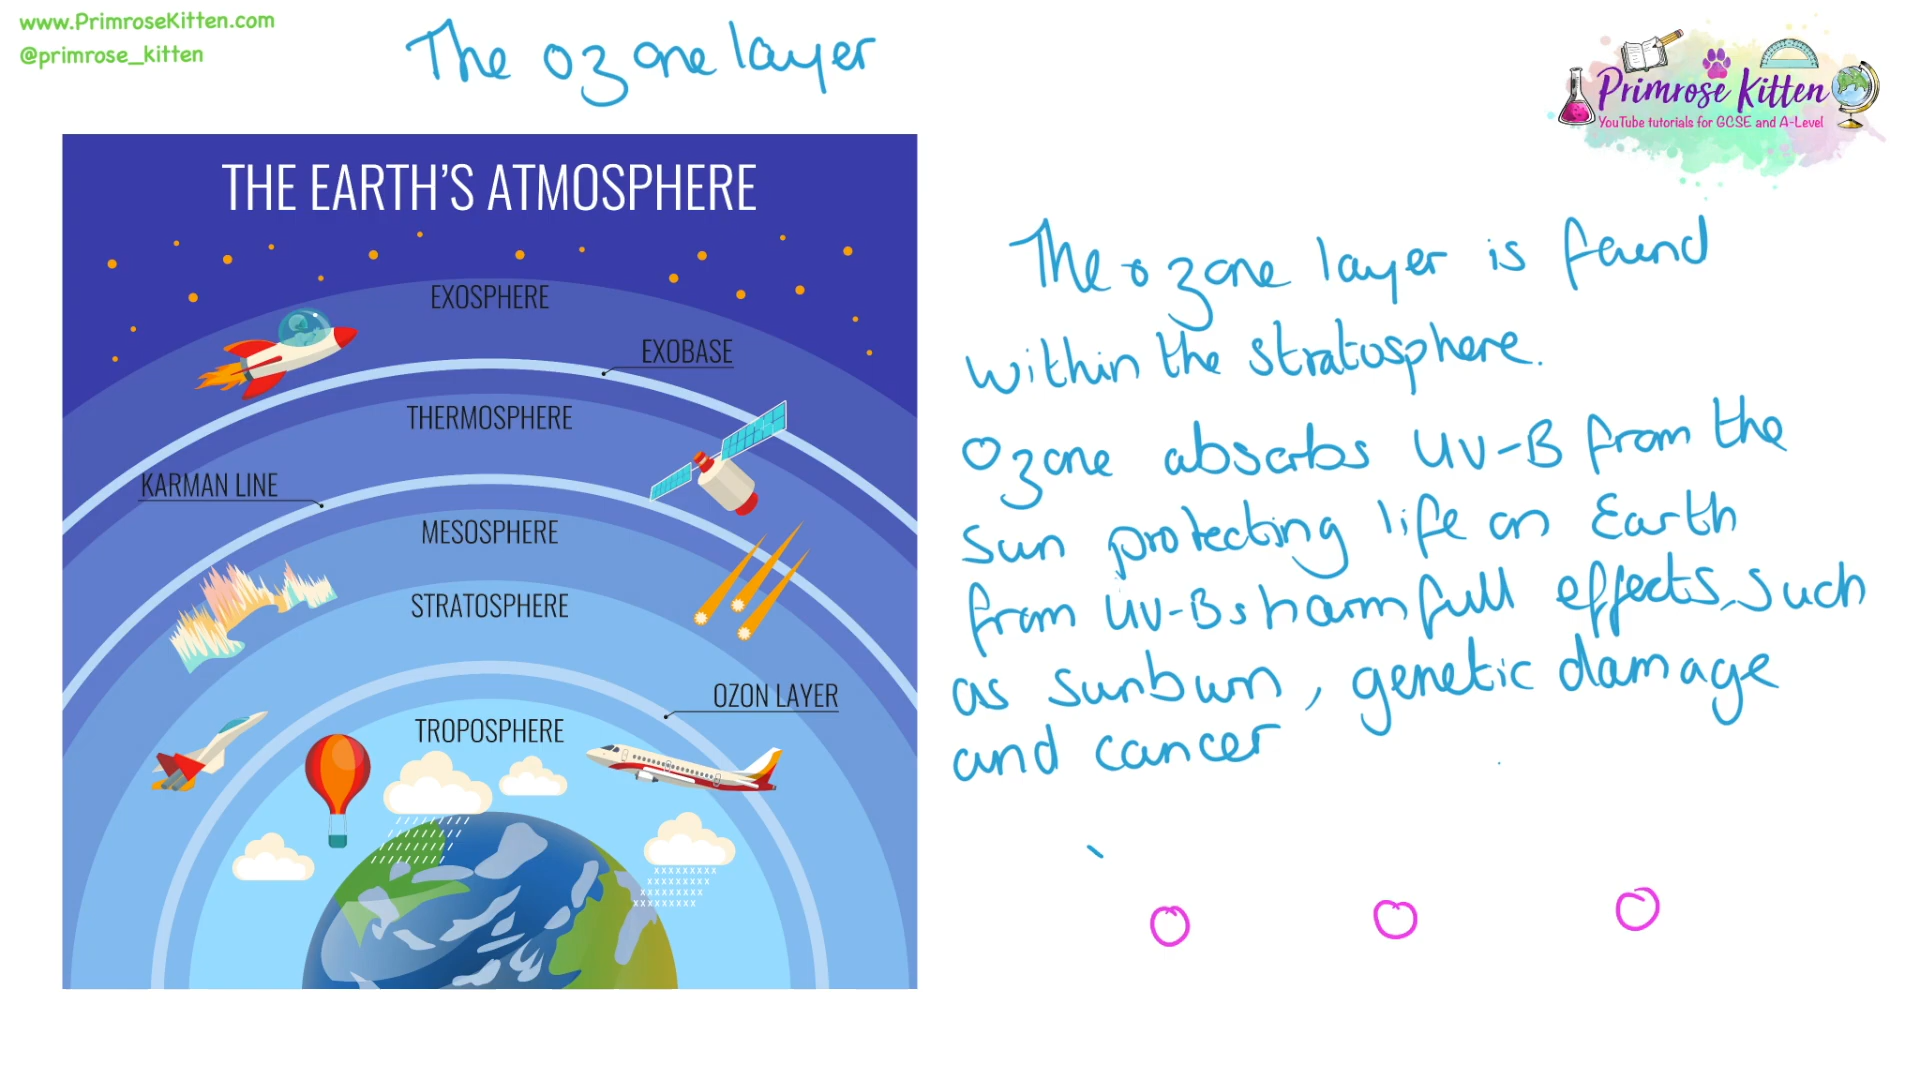 www.PrimroseKitten.com
@primrose_kitten
The Ozone layer
Primrose Kitten
YouTube tutorials for GCSE and A-Level
THE EARTH'S ATMOSPHERE
EXOSPHERE
EXOBASE
THERMOSPHERE
KARMAN LINE
MESOSPHERE
STRATOSPHERE
OZON LAYER
TROPOSPHERE
The ozone layer is found
within the stratosphere.
Ozone absorbs UV-B from the
sun protecting life on Earth
from UV-Bs harmfull effects, such
as sunburn, genetic damage
and cancer